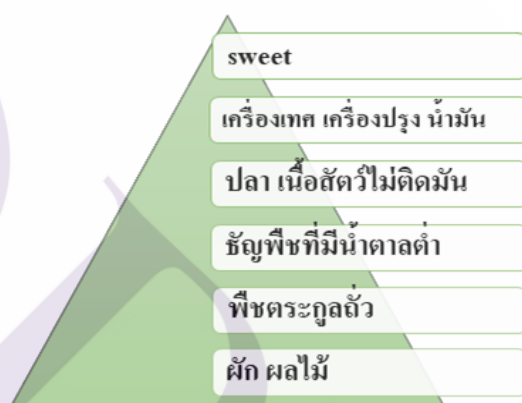 sweet
เครื่องเทศ เครื่องปรุง น้ำมัน
ปลา เนื้อสัตว์ไม่ติดมัน
ธัญพืชที่มีน้ำตาลต่ำ
พืชตระกูลถั่ว
ผัก ผลไม้